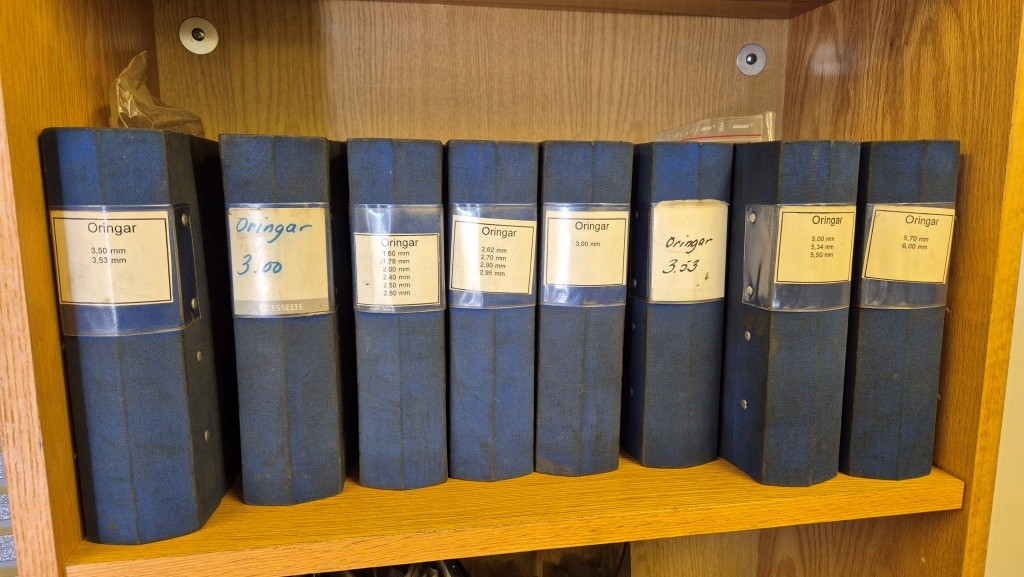 Oringar
3,50 mm
3,53 mm
Oringar
3.00
ESSELTE
Oringar
1.60 mm
1.78 mm
2.00 mm
2.40 mm
2.50 mm
2.60 mm
Oringar
2,62 mm
2,70 mm
2,90 mm
2,95 mm
Oringar
3,00 mm
Oringar
3.53
Oringar
5,00 mm
5,34 mm
5,50 mm
Oringar
5,70 mm
6,00 mm